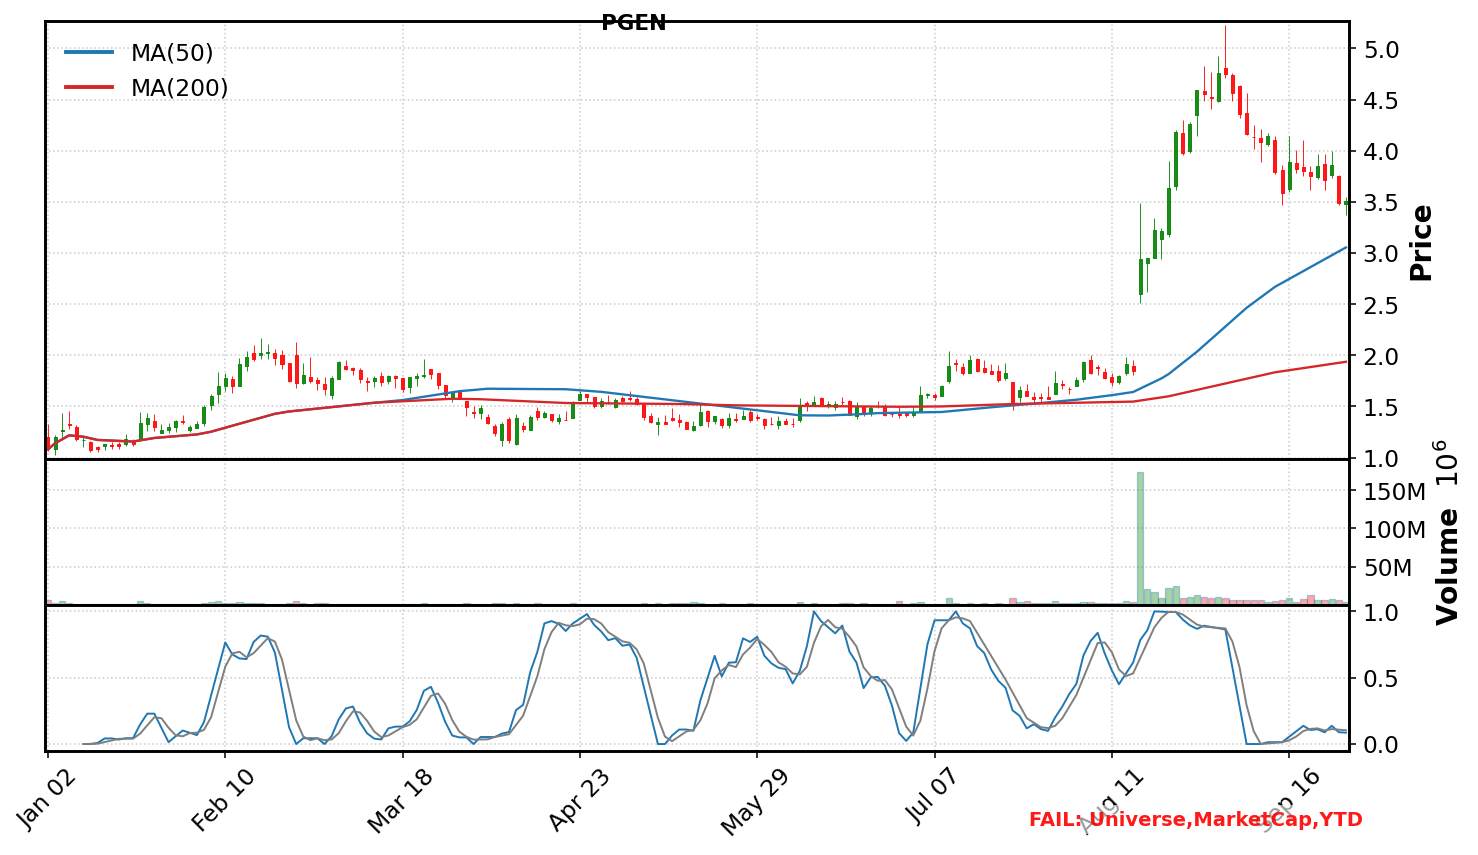 PGEN
MA(50)
MA(200)
5.0
4.5
4.0
3.5
3.0
2.5
2.0
1.5
1.0
Price
150M
100M
50M
Volume 10^6
1.0
0.5
0.0
Jan 02
Feb 10
Mar 18
Apr 23
May 29
Jul 07
Aug 11
Sep 16
FAIL: Universe,MarketCap,YTD